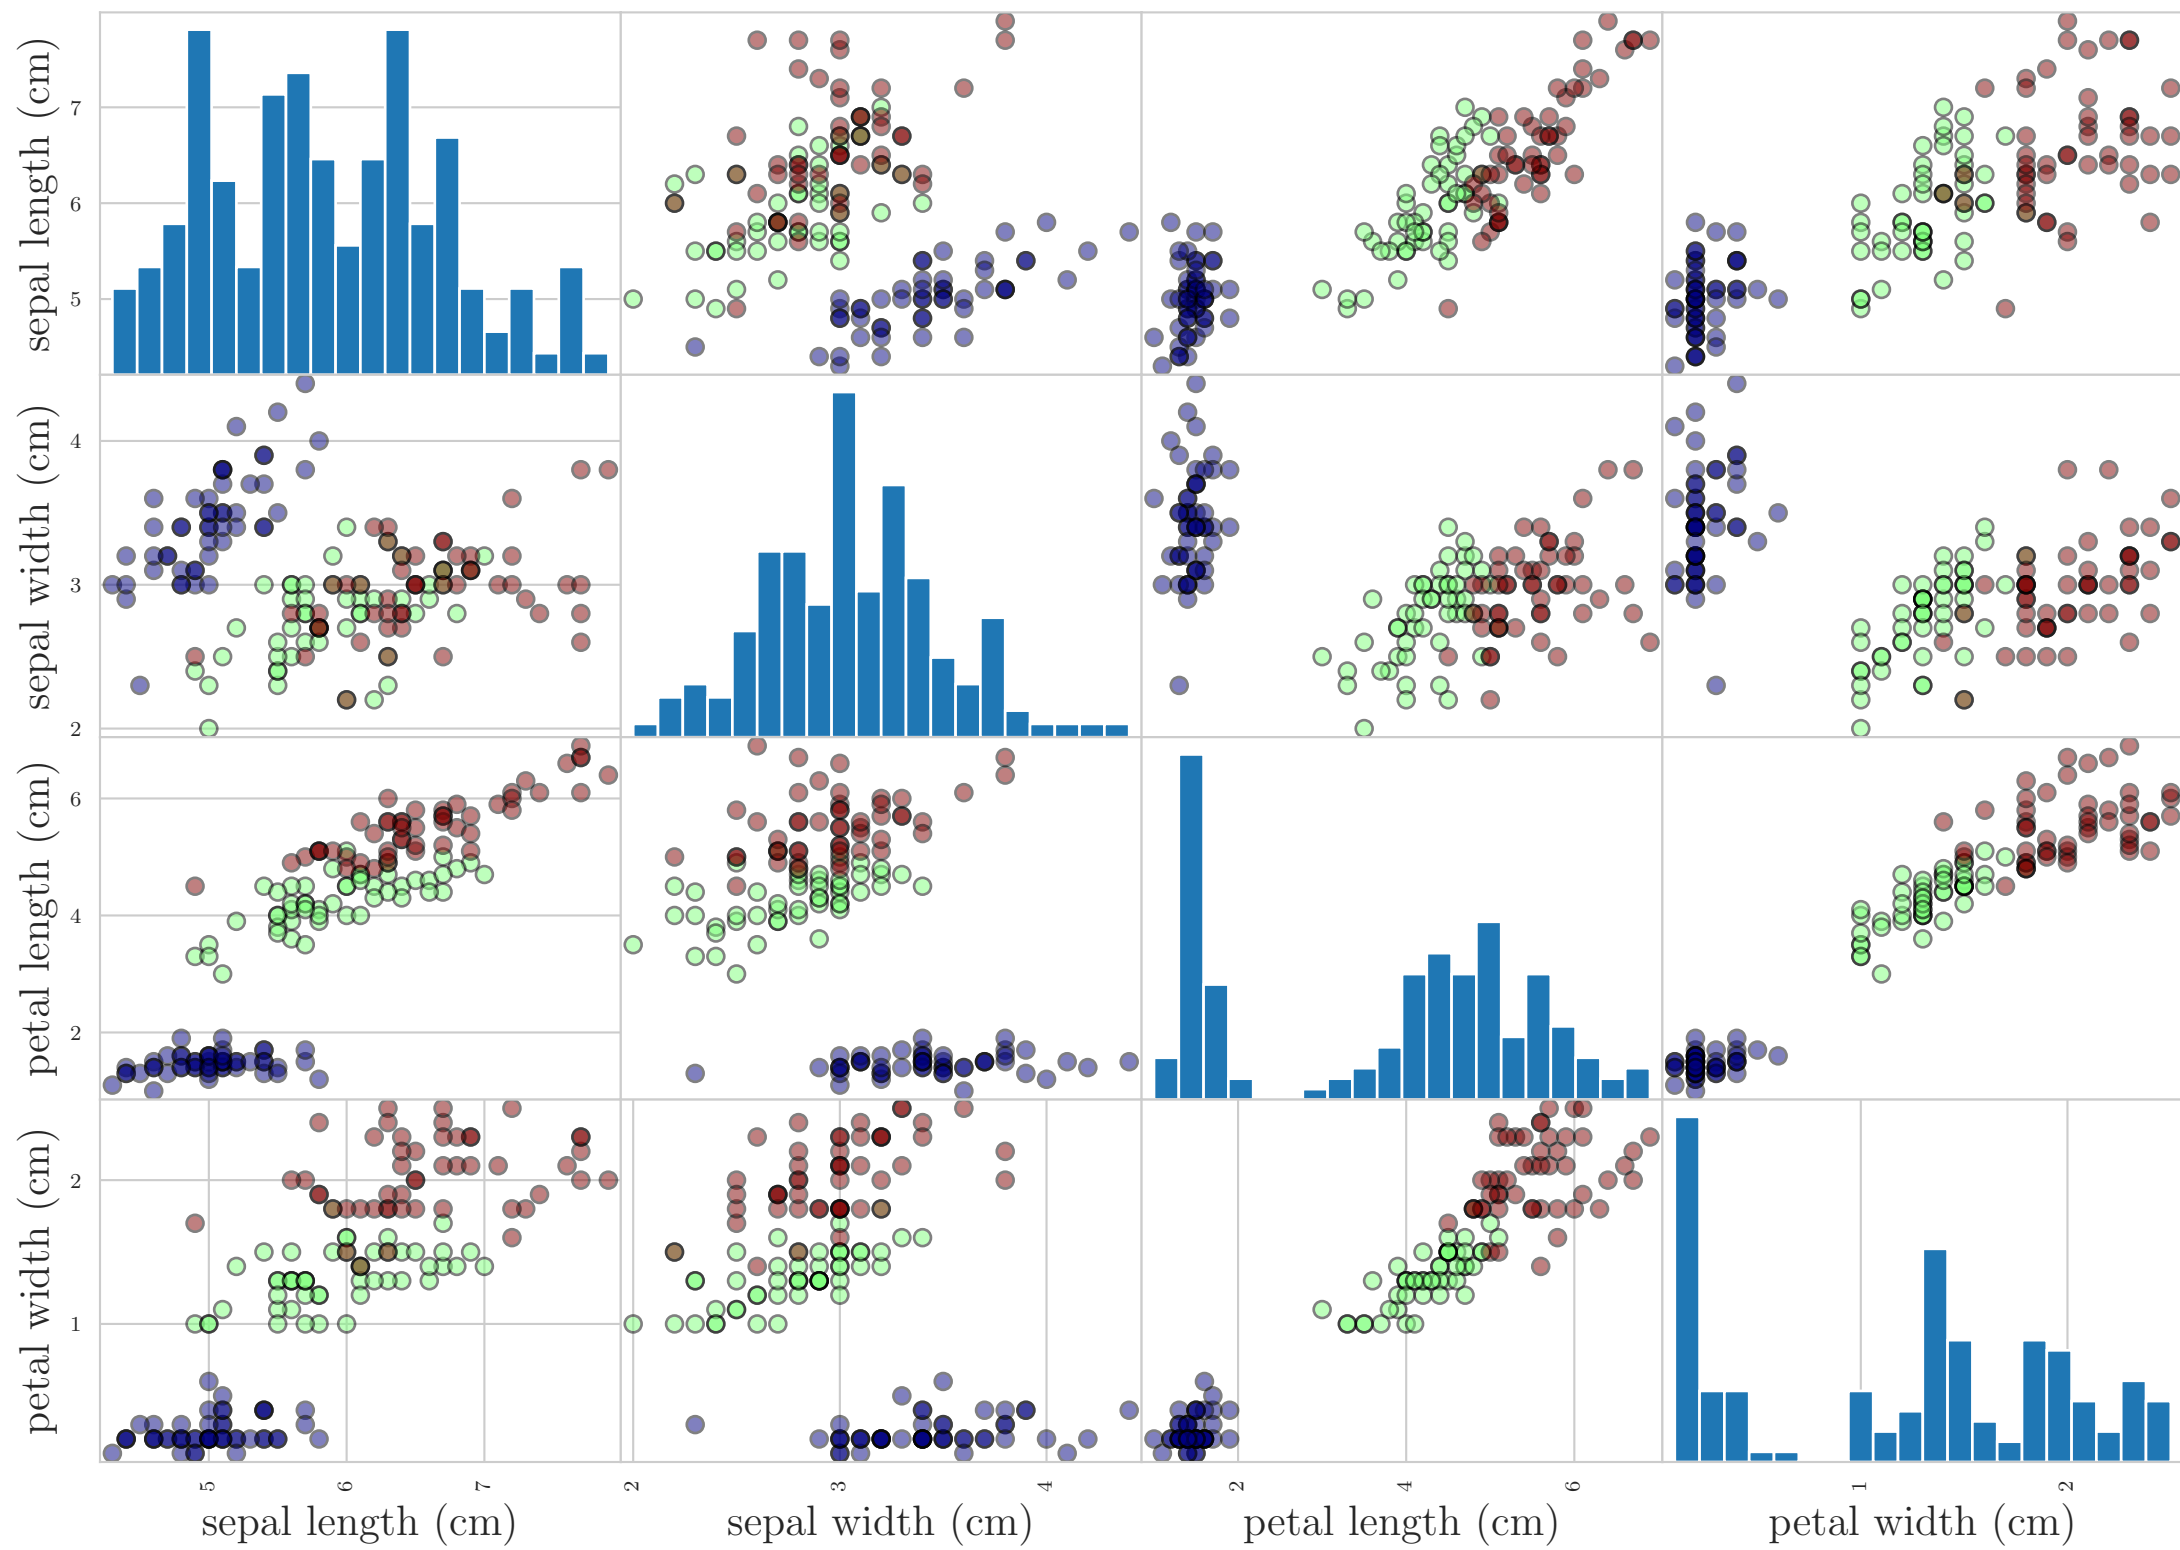 sepal length (cm)
7
6
5
sepal width (cm)
4
3
2
petal length (cm)
6
4
2
petal width (cm)
2
1
5 6 7 2 3 4 2 4 6 1 2
sepal length (cm) sepal width (cm) petal length (cm) petal width (cm)